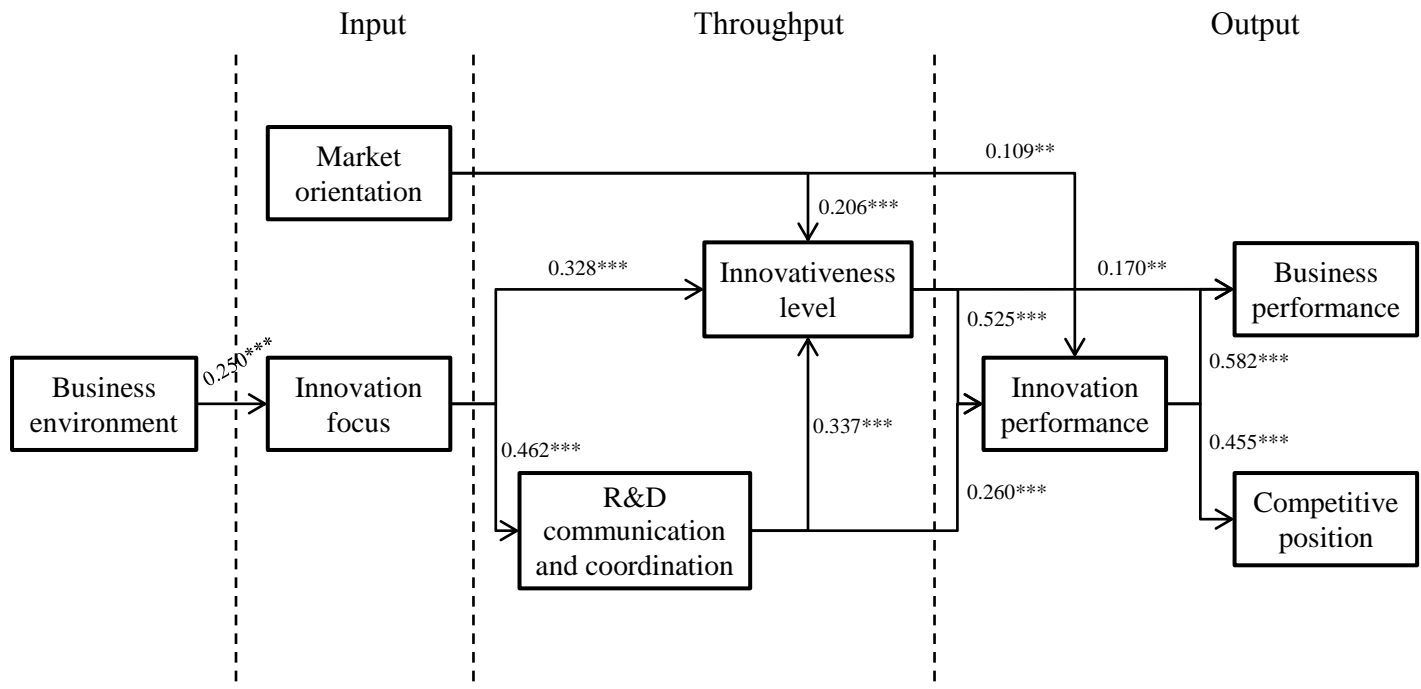 Input
Throughput
Output
Market
orientation
0.109**
0.206***
0.328***
Innovativeness
level
0.170**
Business
performance
0.525***
0.250***
Business
environment
Innovation
focus
Innovation
performance
0.582***
0.462***
0.337***
0.455***
R&D
communication
and coordination
0.260***
Competitive
position